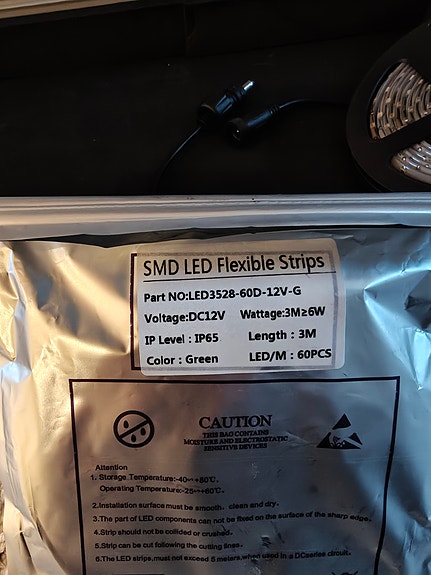 SMD LED Flexible Strips
Part NO:LED3528-60D-12V-G
Voltage:DC12V Wattage:3M≥6W
IP Level : IP65 Length : 3M
Color : Green LED/M : 60PCS
CAUTION
THIS BAG CONTAINS
MOISTURE AND ELECTROSTATIC
SENSITIVE DEVICES
Attention
1. Storage Temperature:-40~+80℃.
Operating Temperature:-25~+60℃.
2.Installation surface must be smooth, clean and dry.
3.The part of LED components can not be fixed on the surface of the sharp edge.
4.Strip should not be collided or crushed.
5.Strip can be cut following the cutting lines.
6.The LED strips,must not exceed 5 meters,when used in a DCseries circuit.